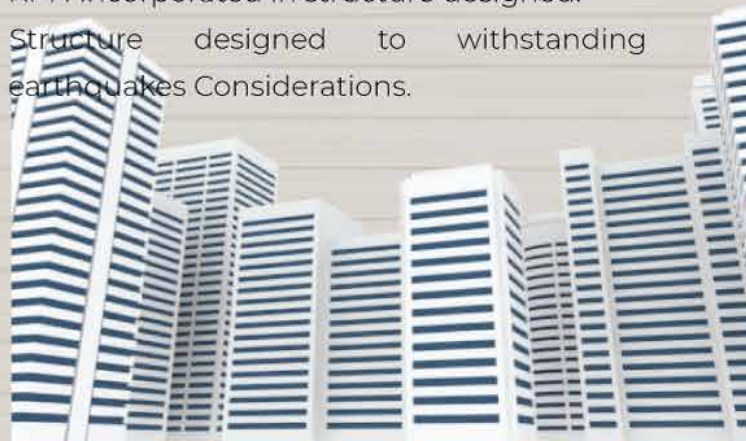 incorporated in structure designed.
Structure designed to withstanding
earthquakes Considerations.